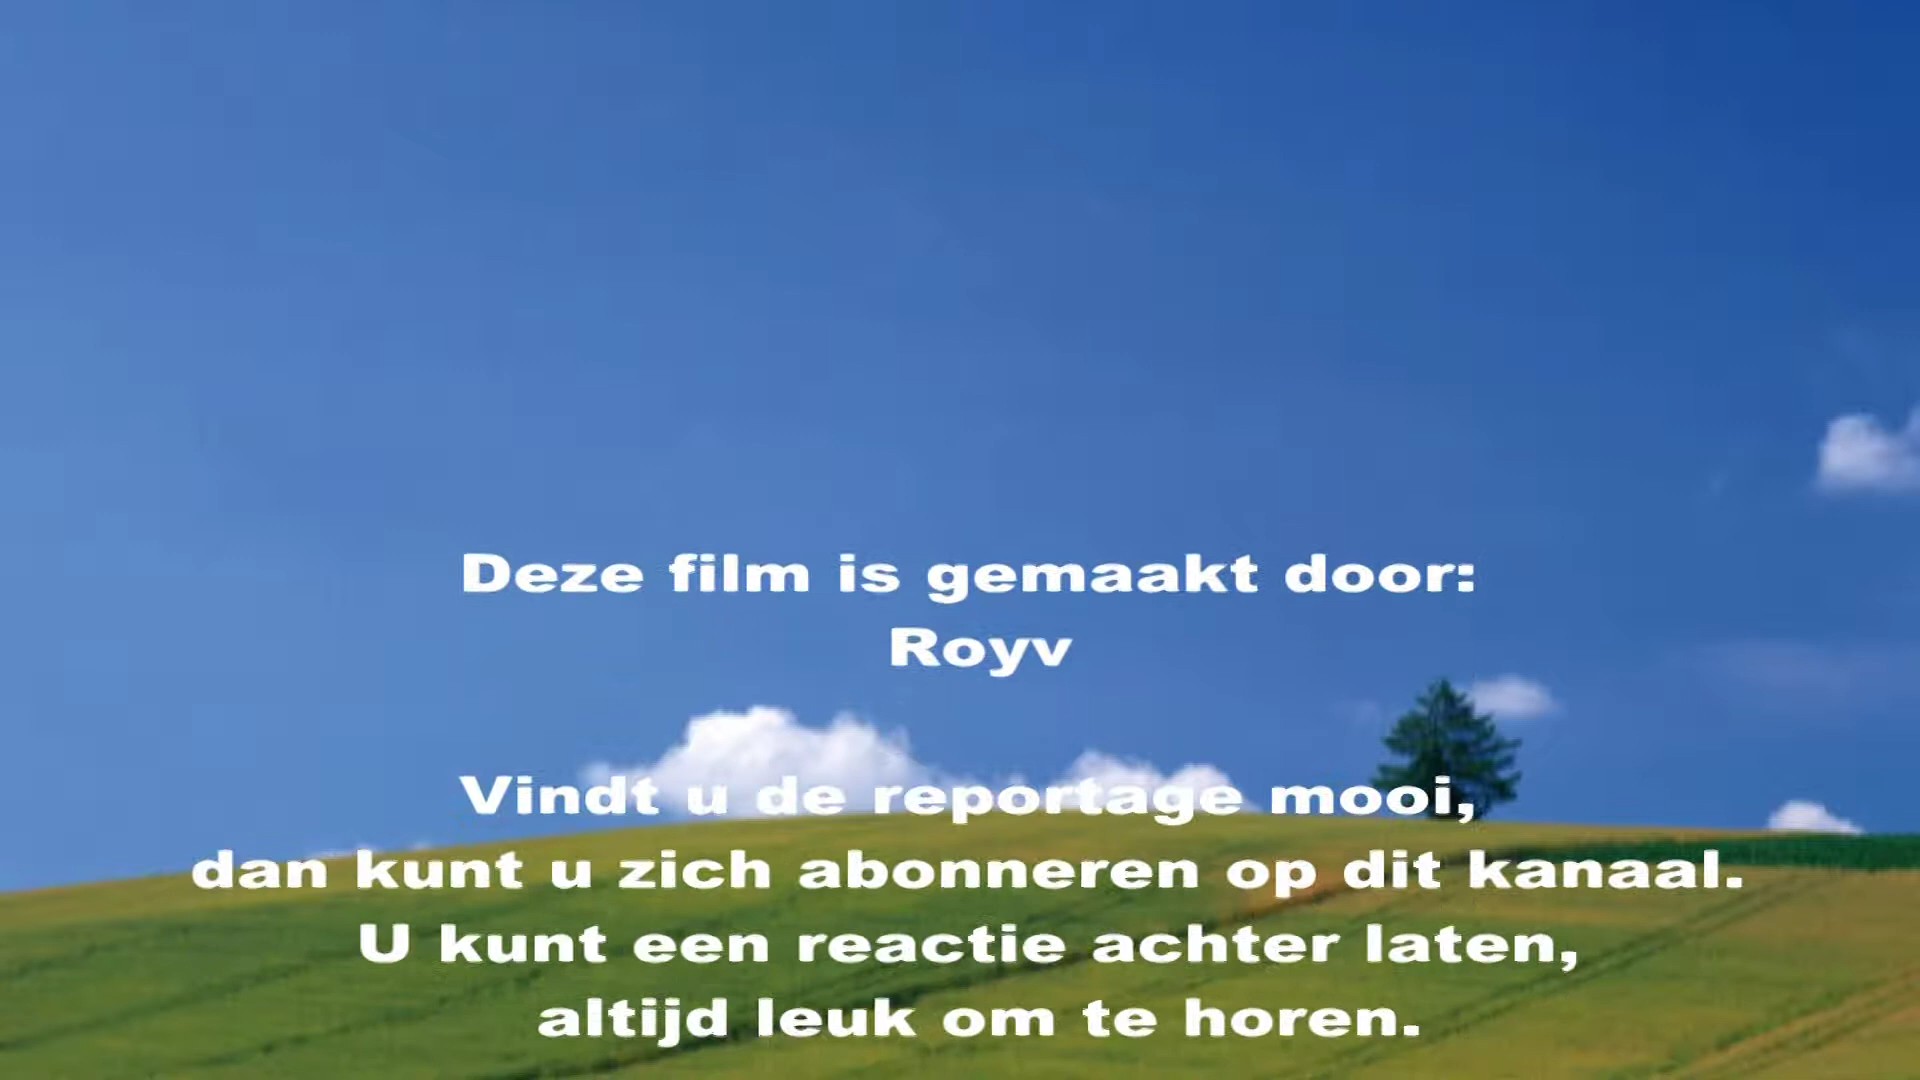 Deze film is gemaakt door:
Royv
Vindt u de reportage mooi,
dan kunt u zich abonneren op dit kanaal.
U kunt een reactie achter laten,
altijd leuk om te horen.